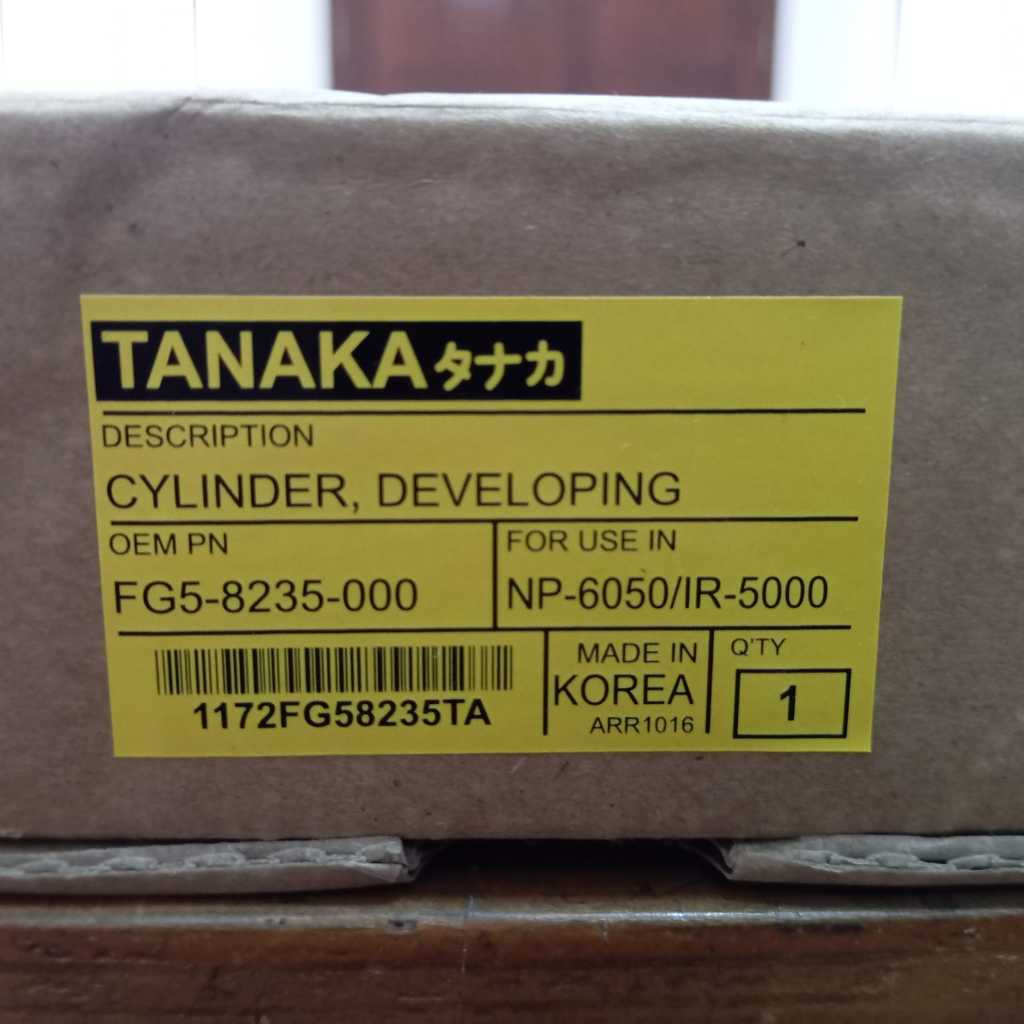 TANAKA タナカ
DESCRIPTION
CYLINDER, DEVELOPING
OEM PN
FG5-8235-000
FOR USE IN
NP-6050/IR-5000
1172FG58235TA
MADE IN
KOREA
ARR1016
Q'TY
1